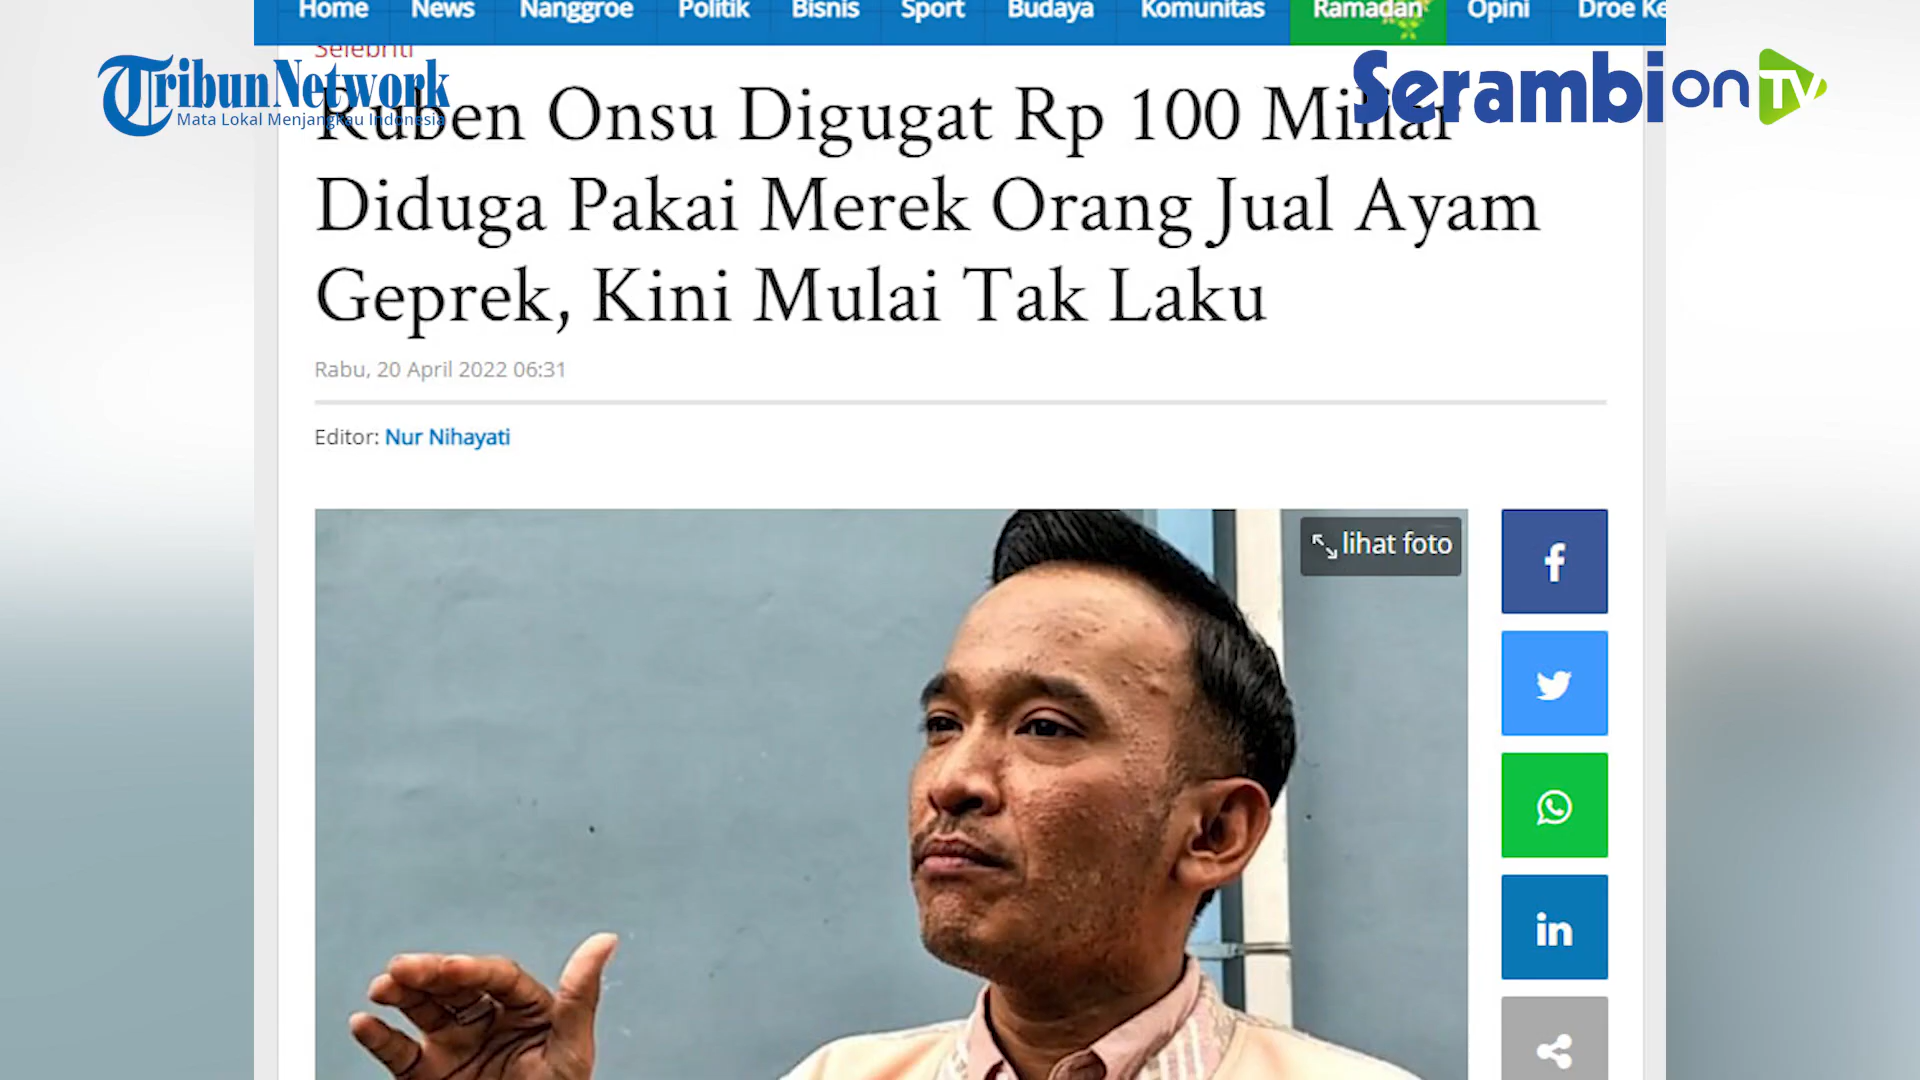 Home News Nanggroe Politik Bisnis Sport Budaya Komunitas Ramadan Opini Droe
Selebriti
TribunNetwork
Mata Lokal Menjangkau Indonesia
Serambi on TV
Ruben Onsu Digugat Rp 100 Miliar
Diduga Pakai Merek Orang Jual Ayam
Geprek, Kini Mulai Tak Laku
Rabu, 20 April 2022 06:31
Editor: Nur Nihayati
lihat foto
f
in